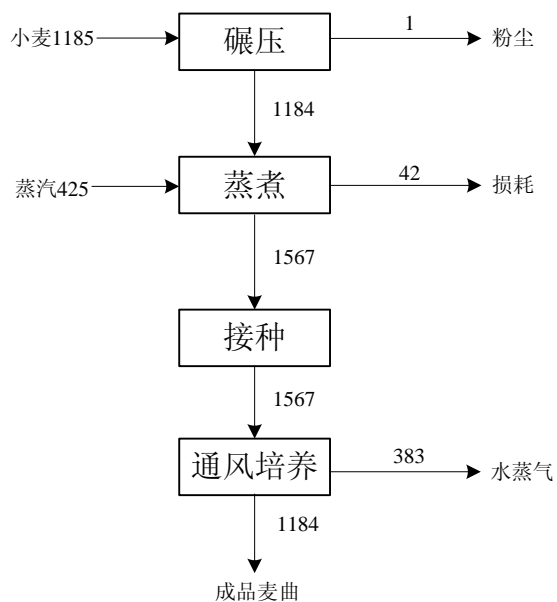 小麦1185
碾压
1
粉尘
1184
蒸汽425
蒸煮
42
损耗
1567
接种
1567
通风培养
383
水蒸气
1184
成品麦曲